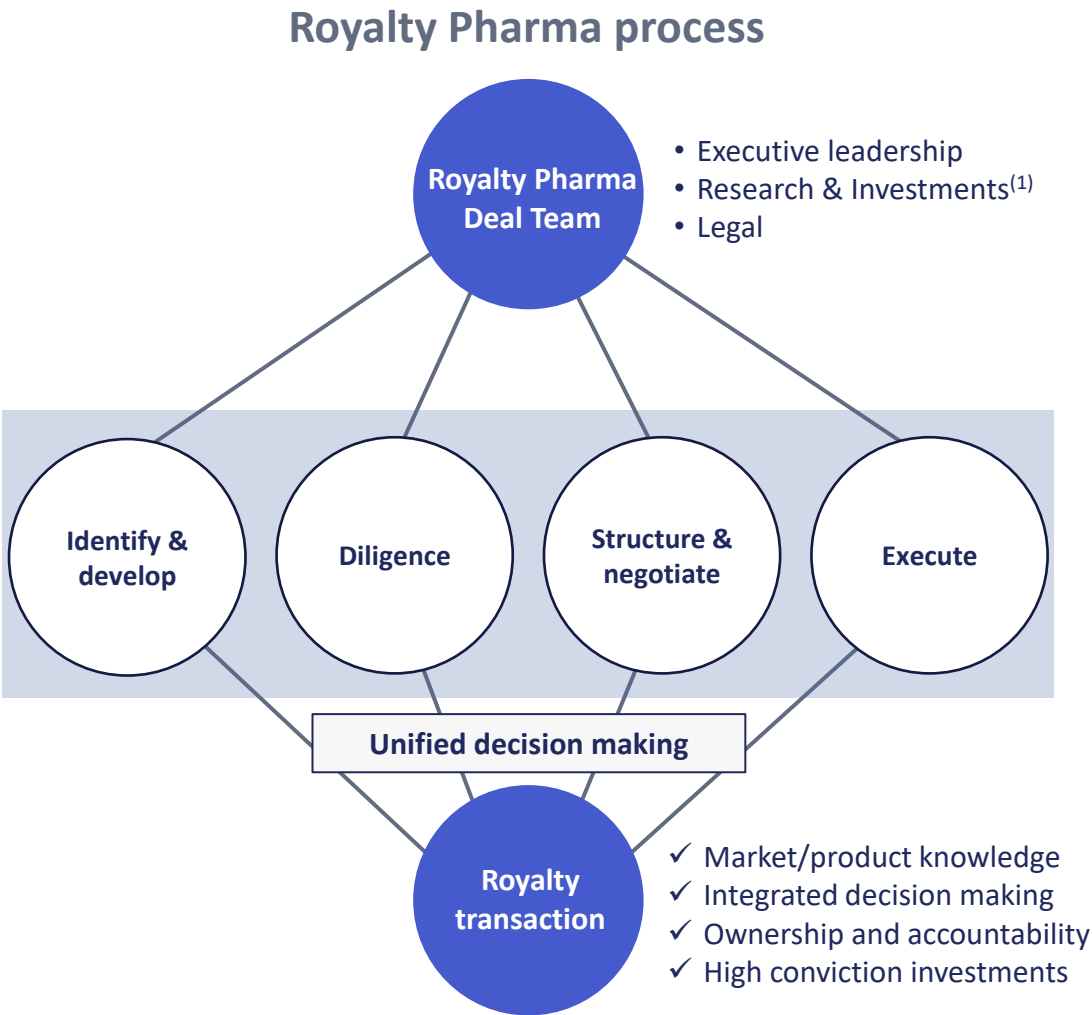 Royalty Pharma process
Royalty Pharma
Deal Team
• Executive leadership
• Research & Investments(1)
• Legal
Identify &
develop
Diligence
Structure &
negotiate
Execute
Unified decision making
Royalty
transaction
✓ Market/product knowledge
✓ Integrated decision making
✓ Ownership and accountability
✓ High conviction investments